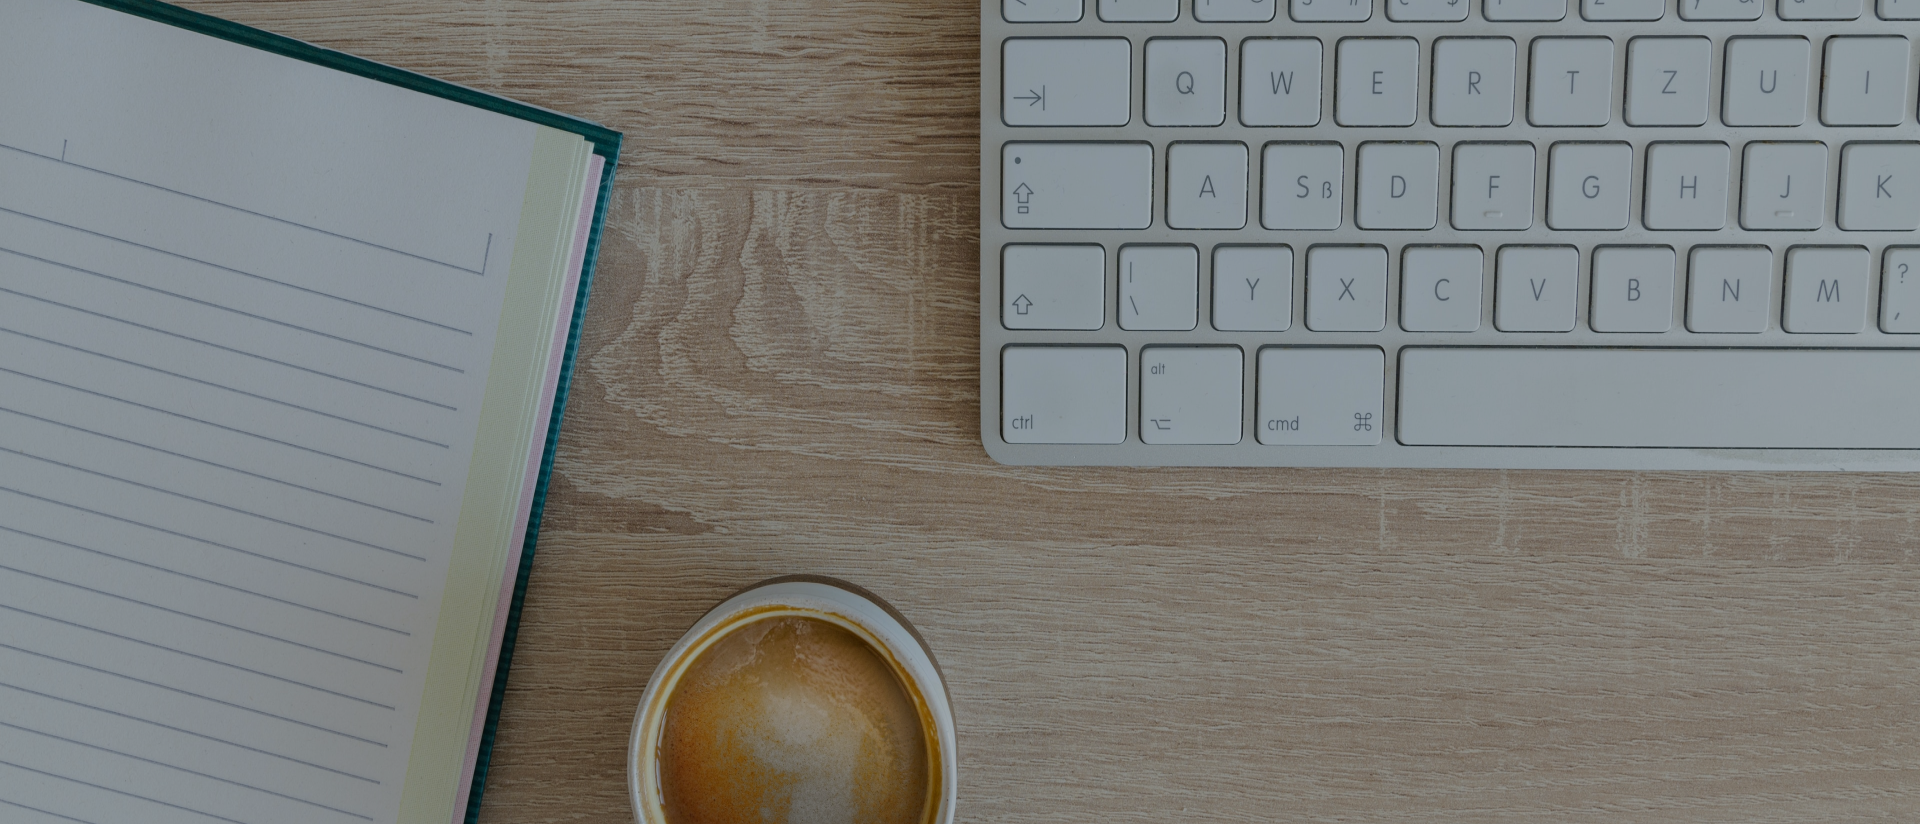 Q W E R T Z U I
A S ß D F G H J K
| \ Y X C V B N M ? ,
alt
ctrl cmd ⌘